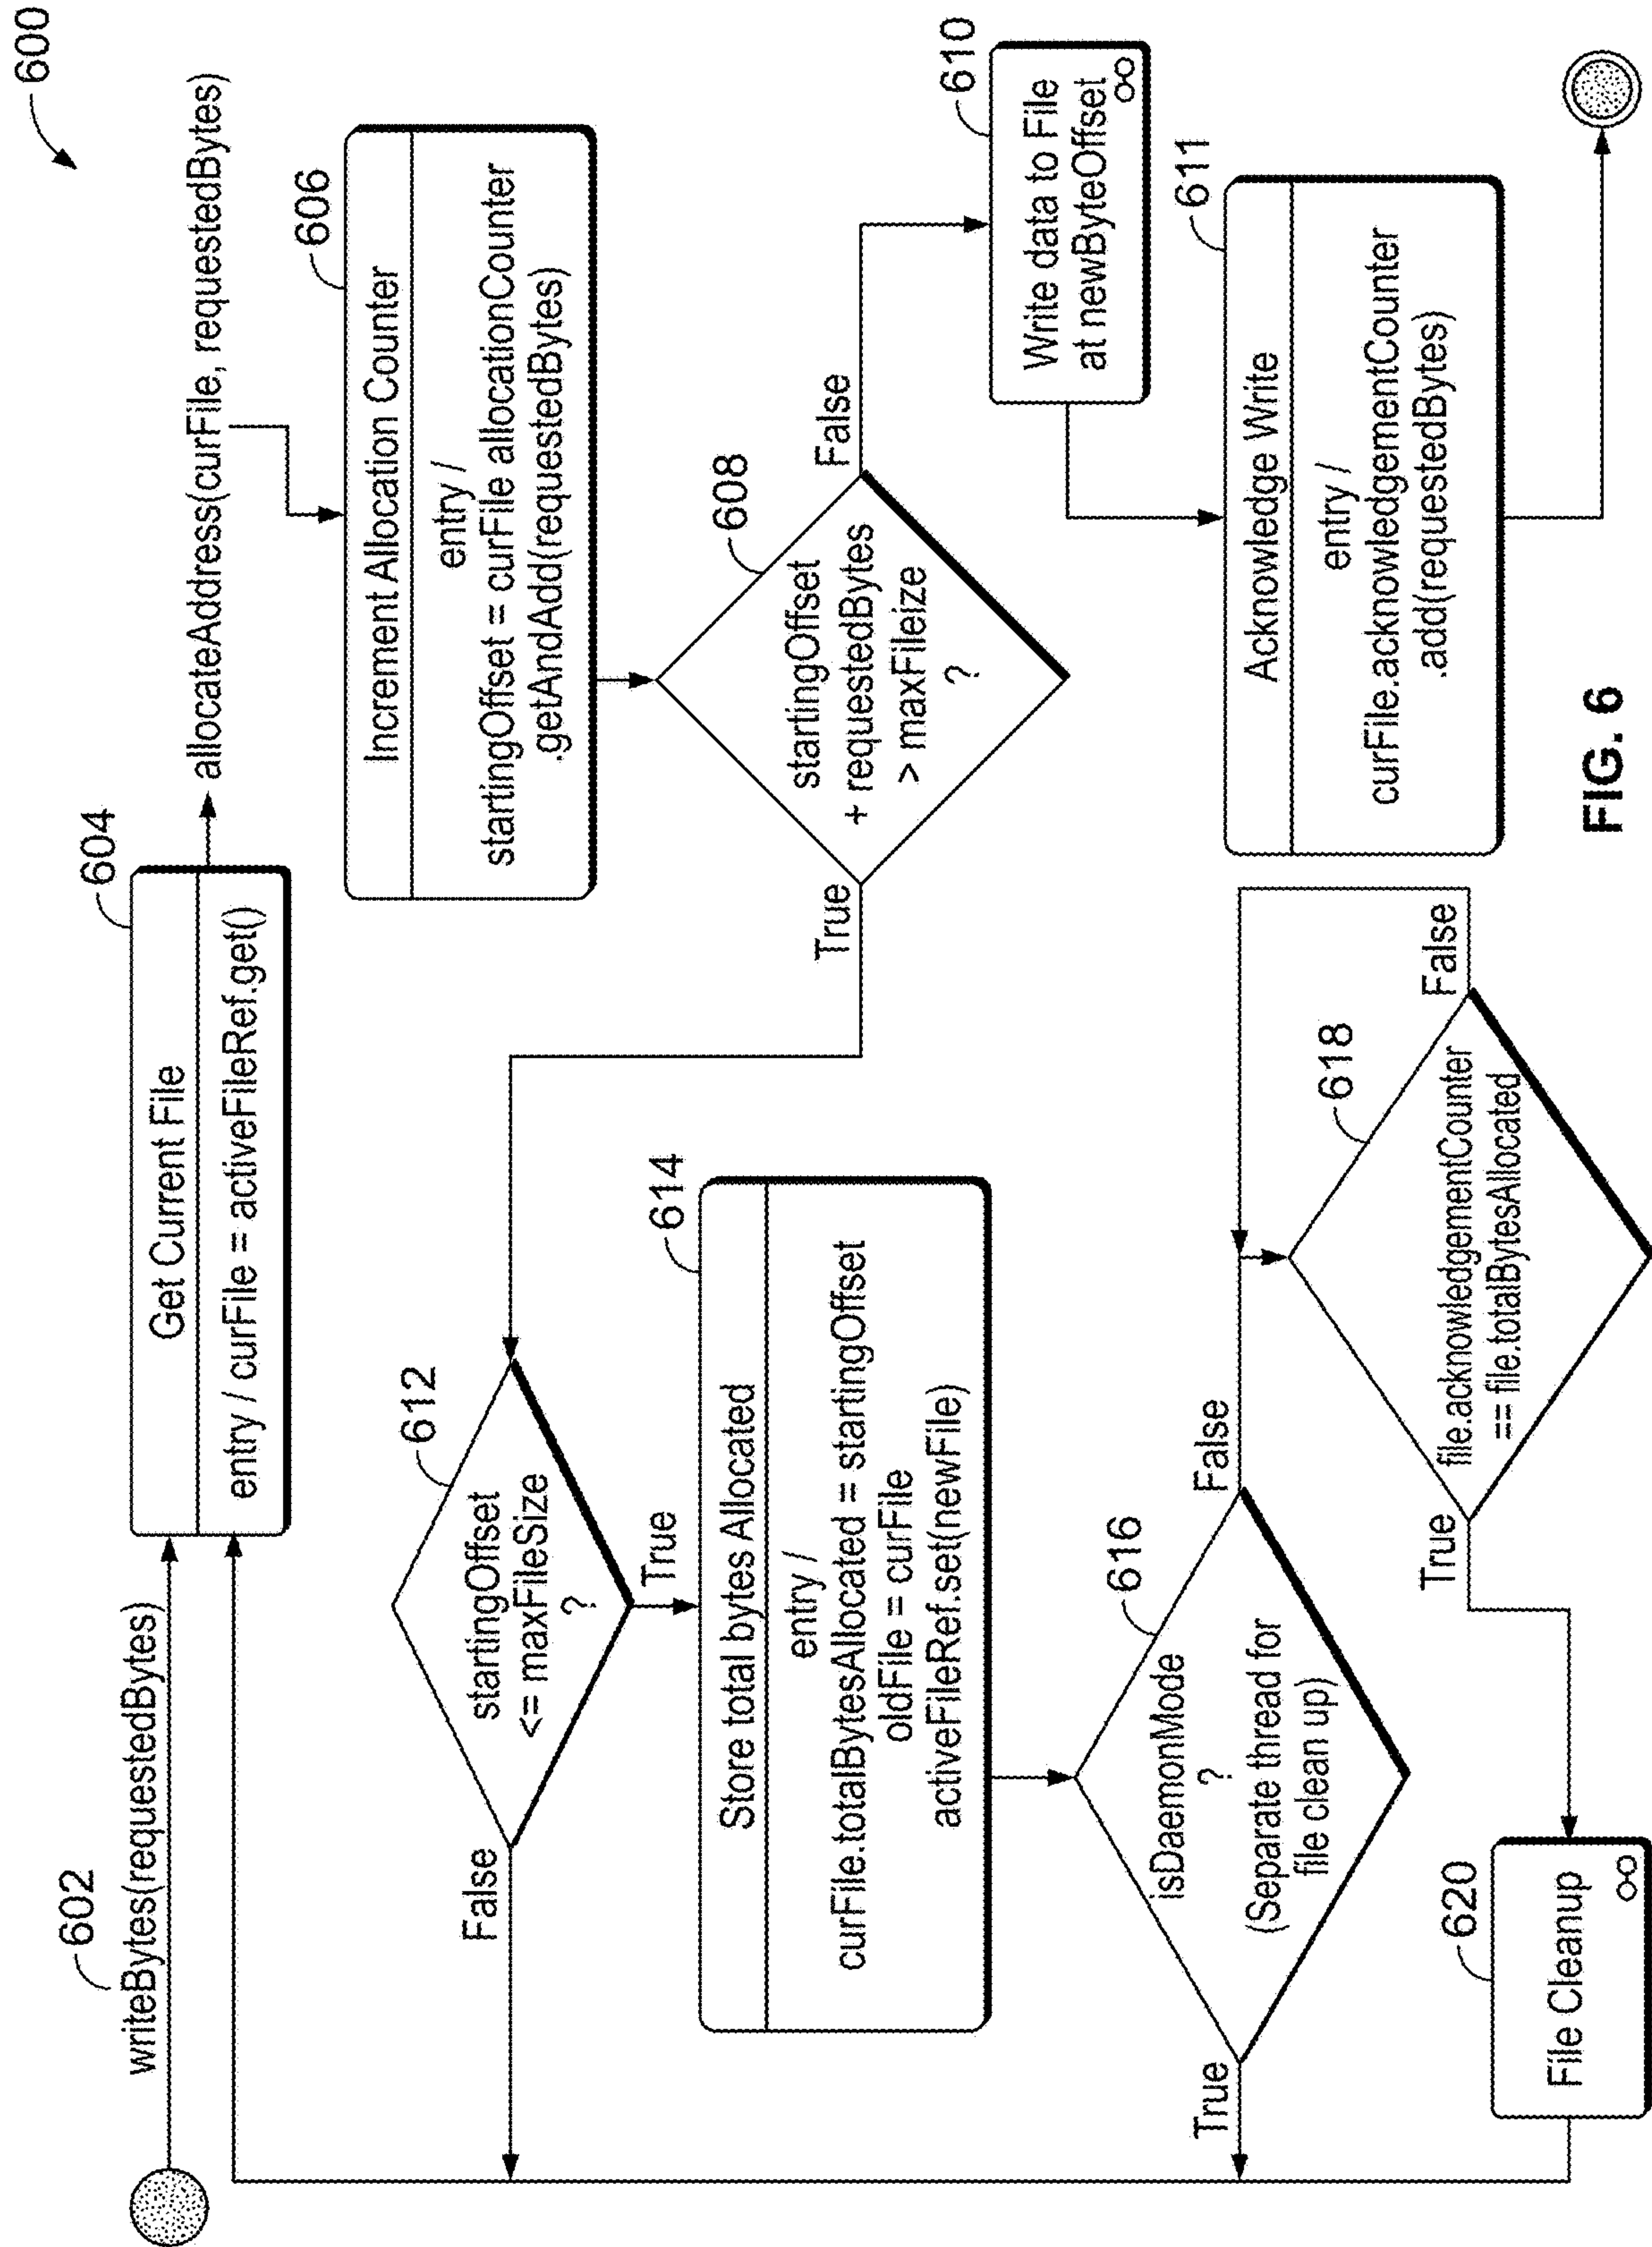 600
602
writeBytes(requestedBytes)
604
Get Current File
entry / curFile = activeFileRef.get()
allocateAddress(curFile, requestedBytes)
606
Increment Allocation Counter
entry /
startingOffset = curFile allocationCounter
.getAndAdd(requestedBytes)
608
startingOffset
+ requestedBytes
> maxFileize
?
True
False
610
Write data to File
at newByteOffset
611
Acknowledge Write
entry /
curFile.acknowledgementCounter
.add(requestedBytes)
612
startingOffset
<= maxFileSize
?
False
True
614
Store total bytes Allocated
entry /
curFile.totalBytesAllocated = startingOffset
oldFile = curFile
activeFileRef.set(newFile)
616
isDaemonMode
?
(Separate thread for
file clean up)
True
False
618
file.acknowledgementCounter
== file.totalBytesAllocated
True
False
620
File Cleanup
FIG. 6